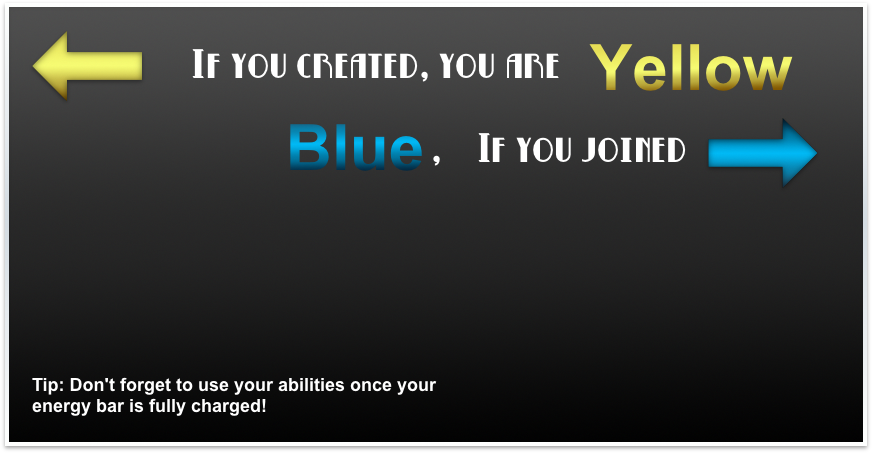 If you created, you are Yellow
Blue, If you joined
Tip: Don't forget to use your abilities once your
energy bar is fully charged!